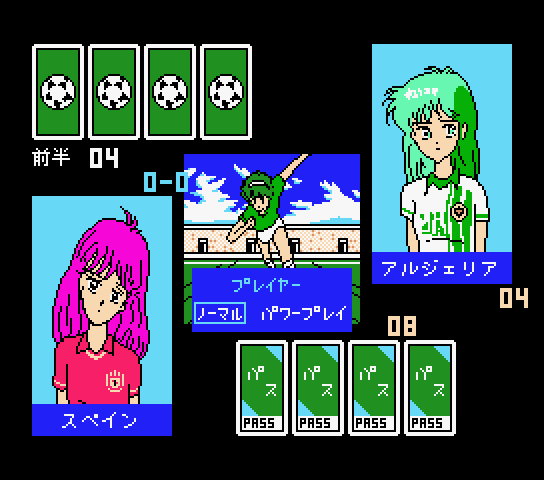 前半 04
0-0
アルジェリア
04
プレイヤー
ノーマル パワープレイ
08
スペイン
パス パス パス パス
PASS PASS PASS PASS